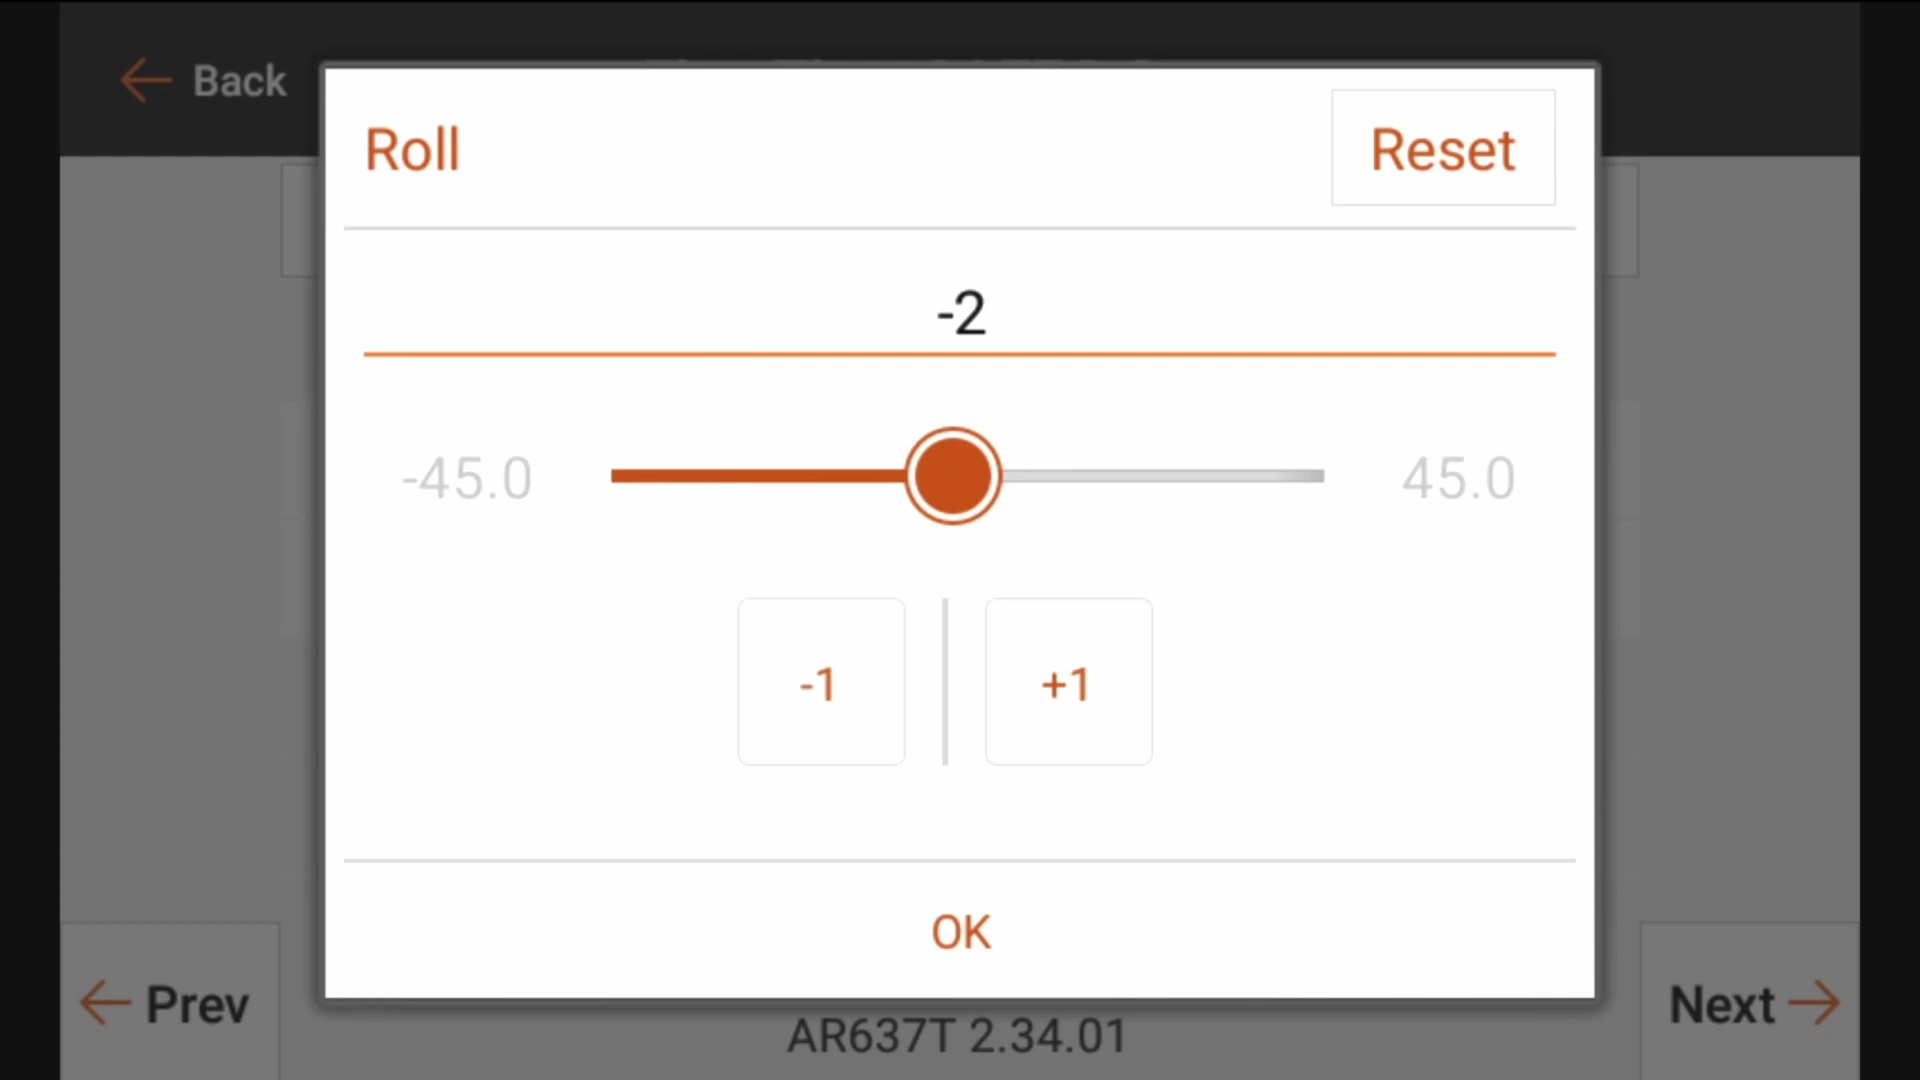 Back
Roll
Reset
-2
-45.0
45.0
-1
+1
OK
Prev
Next
AR637T 2.34.01